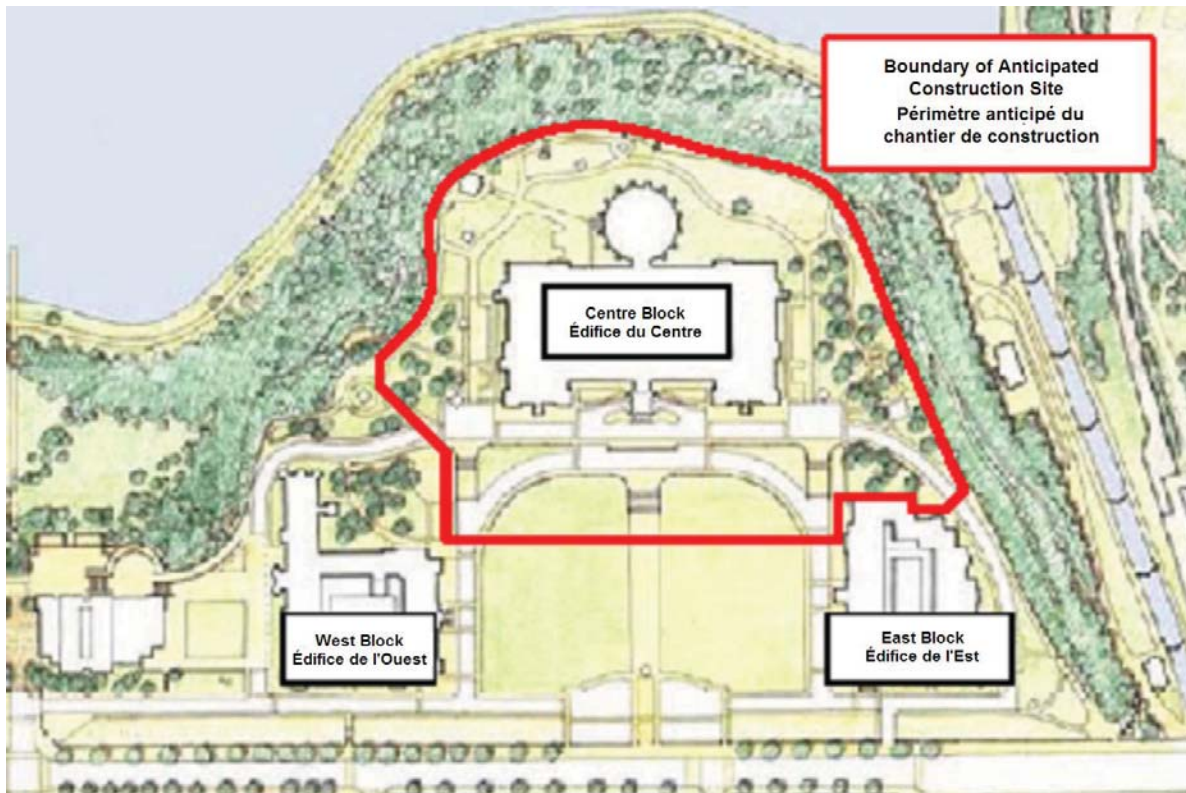 Boundary of Anticipated
Construction Site
Périmètre anticipé du
chantier de construction
Centre Block
Édifice du Centre
West Block
Édifice de l'Ouest
East Block
Édifice de l'Est